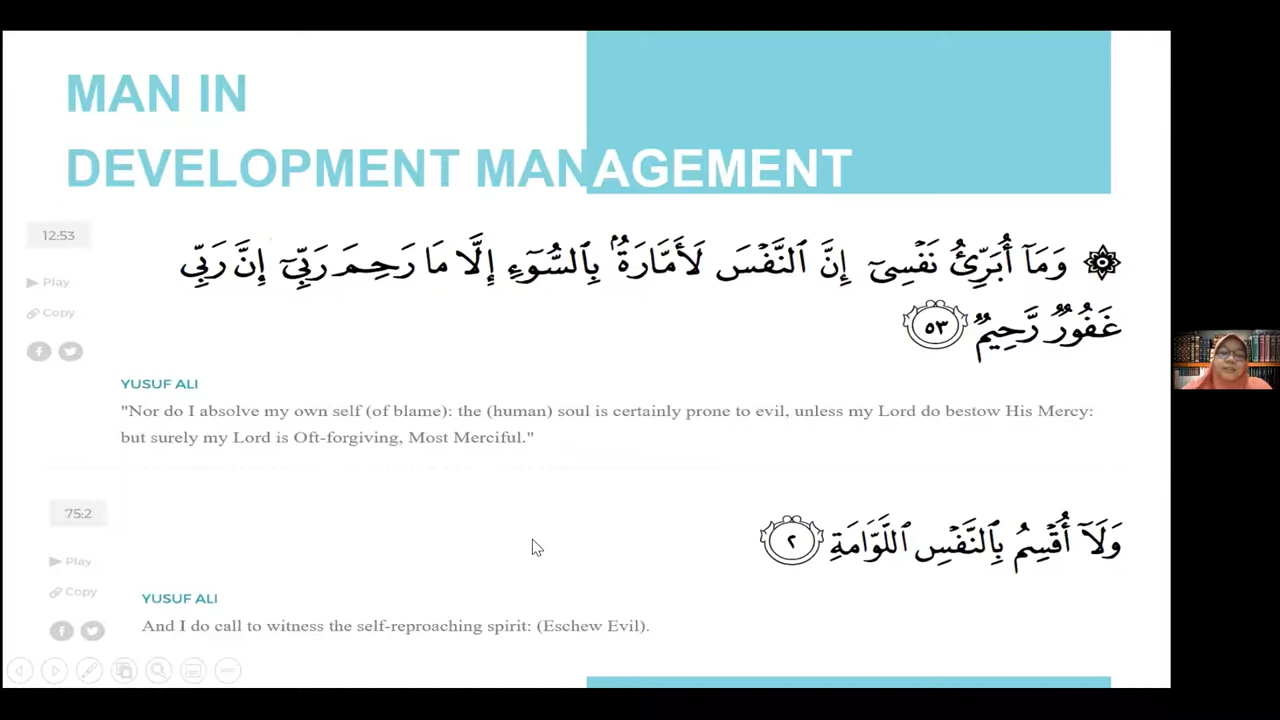 MAN IN
DEVELOPMENT MANAGEMENT
12:53
Play
Copy
۞ وَمَآ أُبَرِّئُ نَفْسِىٓ ۚ إِنَّ ٱلنَّفْسَ لَأَمَّارَةٌۢ بِٱلسُّوٓءِ إِلَّا مَا رَحِمَ رَبِّىٓ ۚ إِنَّ رَبِّى
غَفُورٌ رَّحِيمٌ ٥٣
YUSUF ALI
"Nor do I absolve my own self (of blame): the (human) soul is certainly prone to evil, unless my Lord do bestow His Mercy:
but surely my Lord is Oft-forgiving, Most Merciful."
75:2
Play
Copy
وَلَآ أُقْسِمُ بِٱلنَّفْسِ ٱللَّوَّامَةِ ٢
YUSUF ALI
And I do call to witness the self-reproaching spirit: (Eschew Evil).